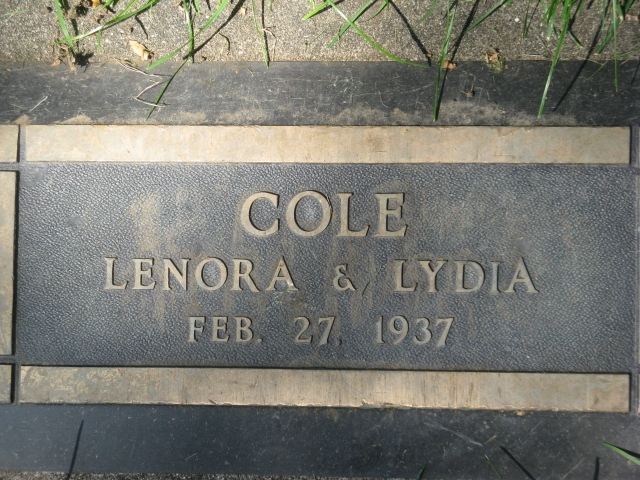 COLE
LENORA & LYDIA
FEB. 27, 1937